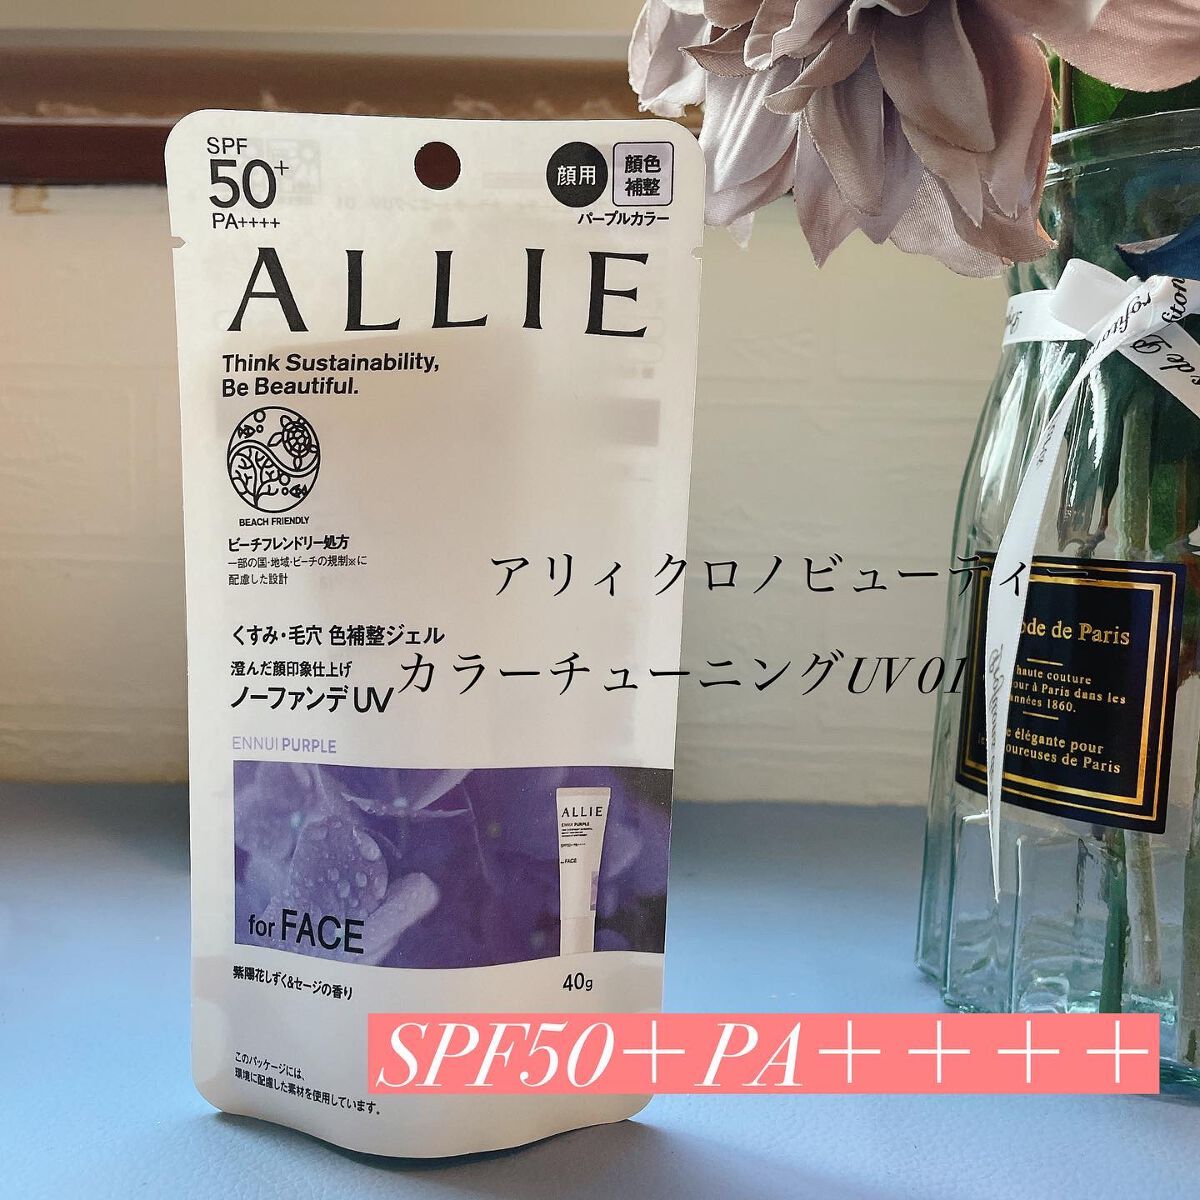 SPF
50+
PA++++
顔用
顔色
補整
パープルカラー
ALLIE
Think Sustainability,
Be Beautiful.
BEACH FRIENDLY
ビーチフレンドリー処方
一部の国・地域・ビーチの規制※に
配慮した設計
くすみ・毛穴 色補整ジェル
澄んだ顔印象仕上げ
ノーファンデUV
ENNUI PURPLE
ALLIE
ENNUI PURPLE
SPF50+ PA++++
FACE
for FACE
紫陽花しずく&セージの香り
40g
このパッケージには、
環境に配慮した素材を使用しています。
アリィ クロノビューティー
カラーチューニングUV 01
SPF50＋PA＋＋＋＋
ode de Paris
haute couture
our à Paris dans les
années 1860.
e élégante pour
oureuses de Paris